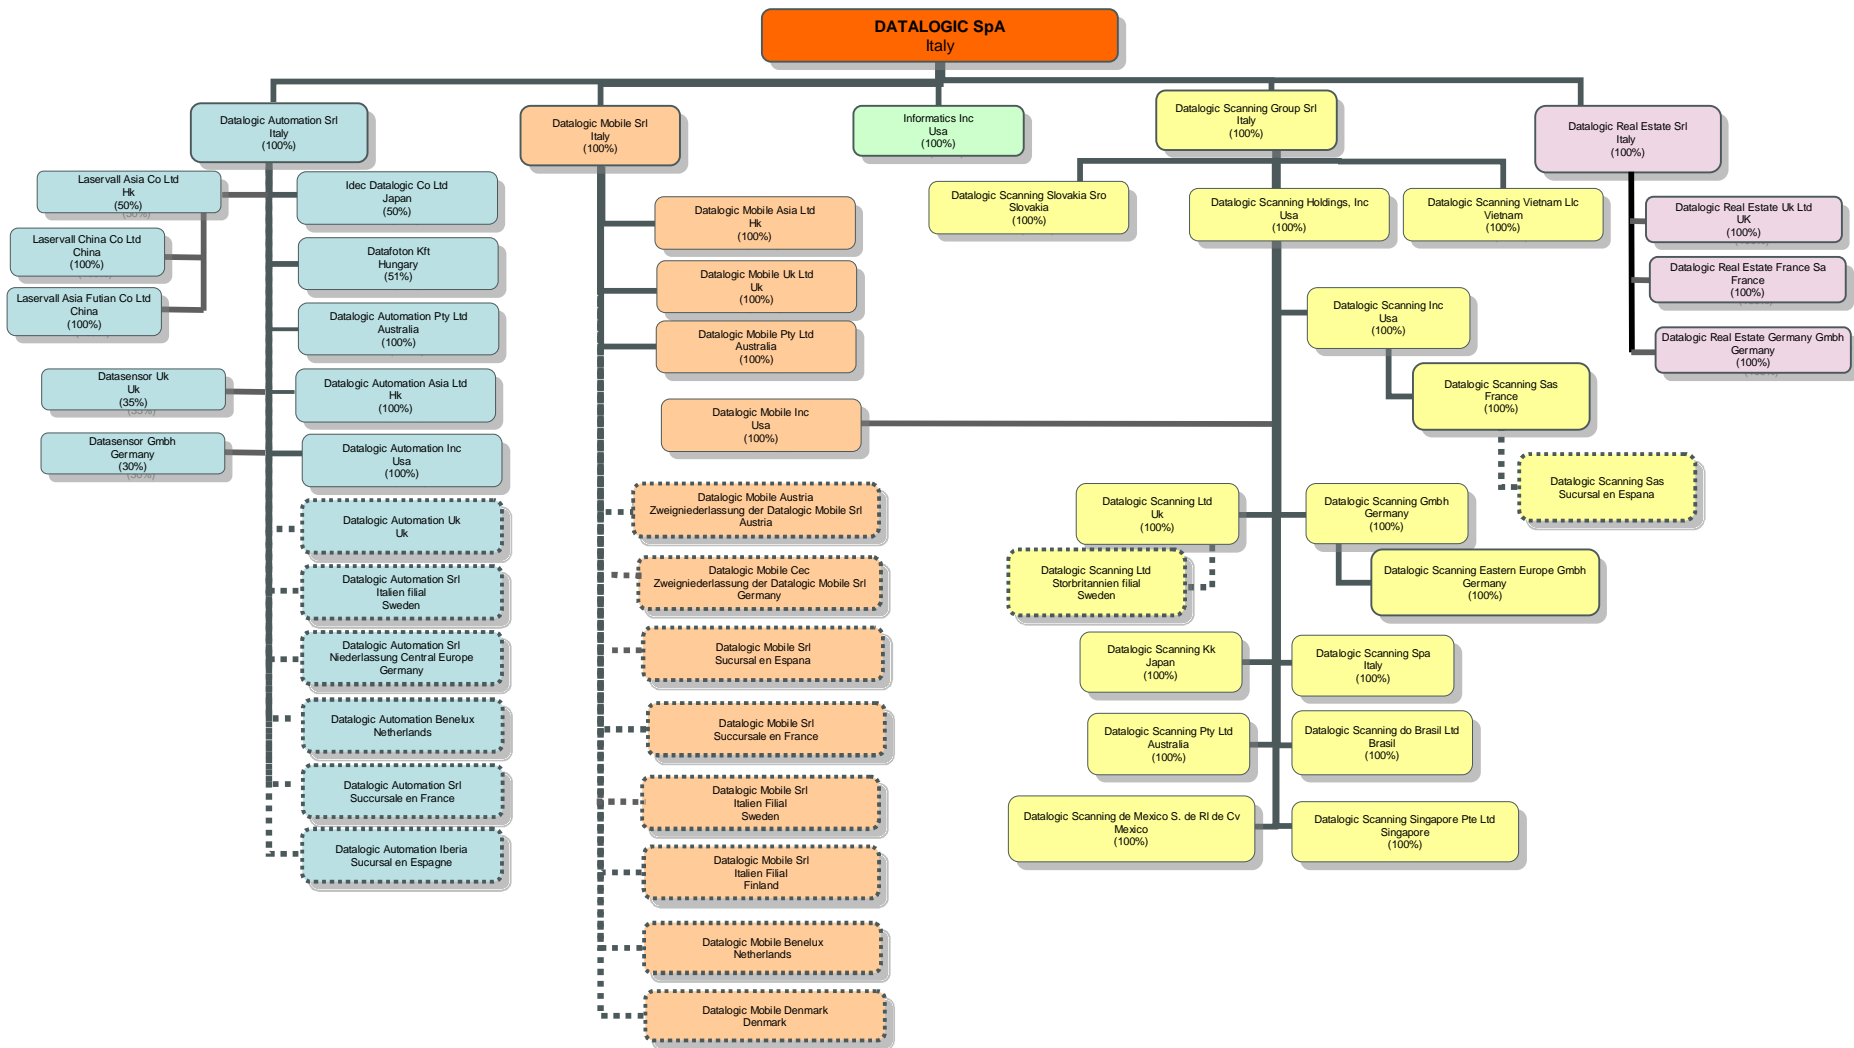 DATALOGIC SpA
Italy
Datalogic Automation Srl
Italy
(100%)
Laservall Asia Co Ltd
Hk
(50%)
Laservall China Co Ltd
China
(100%)
Laservall Asia Futian Co Ltd
China
(100%)
Datasensor Uk
Uk
(35%)
Datasensor Gmbh
Germany
(30%)
Idec Datalogic Co Ltd
Japan
(50%)
Datafoton Kft
Hungary
(51%)
Datalogic Automation Pty Ltd
Australia
(100%)
Datalogic Automation Asia Ltd
Hk
(100%)
Datalogic Automation Inc
Usa
(100%)
Datalogic Automation Uk
Uk
Datalogic Automation Srl
Italien filial
Sweden
Datalogic Automation Srl
Niederlassung Central Europe
Germany
Datalogic Automation Benelux
Netherlands
Datalogic Automation Srl
Succursale en France
Datalogic Automation Iberia
Sucursal en Espagne
Datalogic Mobile Srl
Italy
(100%)
Datalogic Mobile Asia Ltd
Hk
(100%)
Datalogic Mobile Uk Ltd
Uk
(100%)
Datalogic Mobile Pty Ltd
Australia
(100%)
Datalogic Mobile Inc
Usa
(100%)
Datalogic Mobile Austria
Zweigniederlassung der Datalogic Mobile Srl
Austria
Datalogic Mobile Cec
Zweigniederlassung der Datalogic Mobile Srl
Germany
Datalogic Mobile Srl
Sucursal en Espana
Datalogic Mobile Srl
Succursale en France
Datalogic Mobile Srl
Italien Filial
Sweden
Datalogic Mobile Srl
Italien Filial
Finland
Datalogic Mobile Benelux
Netherlands
Datalogic Mobile Denmark
Denmark
Informatics Inc
Usa
(100%)
Datalogic Scanning Group Srl
Italy
(100%)
Datalogic Scanning Slovakia Sro
Slovakia
(100%)
Datalogic Scanning Holdings, Inc
Usa
(100%)
Datalogic Scanning Vietnam Llc
Vietnam
(100%)
Datalogic Scanning Inc
Usa
(100%)
Datalogic Scanning Sas
France
(100%)
Datalogic Scanning Sas
Sucursal en Espana
Datalogic Scanning Ltd
Uk
(100%)
Datalogic Scanning Ltd
Storbritannien filial
Sweden
Datalogic Scanning Gmbh
Germany
(100%)
Datalogic Scanning Eastern Europe Gmbh
Germany
(100%)
Datalogic Scanning Kk
Japan
(100%)
Datalogic Scanning Spa
Italy
(100%)
Datalogic Scanning Pty Ltd
Australia
(100%)
Datalogic Scanning do Brasil Ltd
Brasil
(100%)
Datalogic Scanning de Mexico S. de Rl de Cv
Mexico
(100%)
Datalogic Scanning Singapore Pte Ltd
Singapore
(100%)
Datalogic Real Estate Srl
Italy
(100%)
Datalogic Real Estate Uk Ltd
UK
(100%)
Datalogic Real Estate France Sa
France
(100%)
Datalogic Real Estate Germany Gmbh
Germany
(100%)